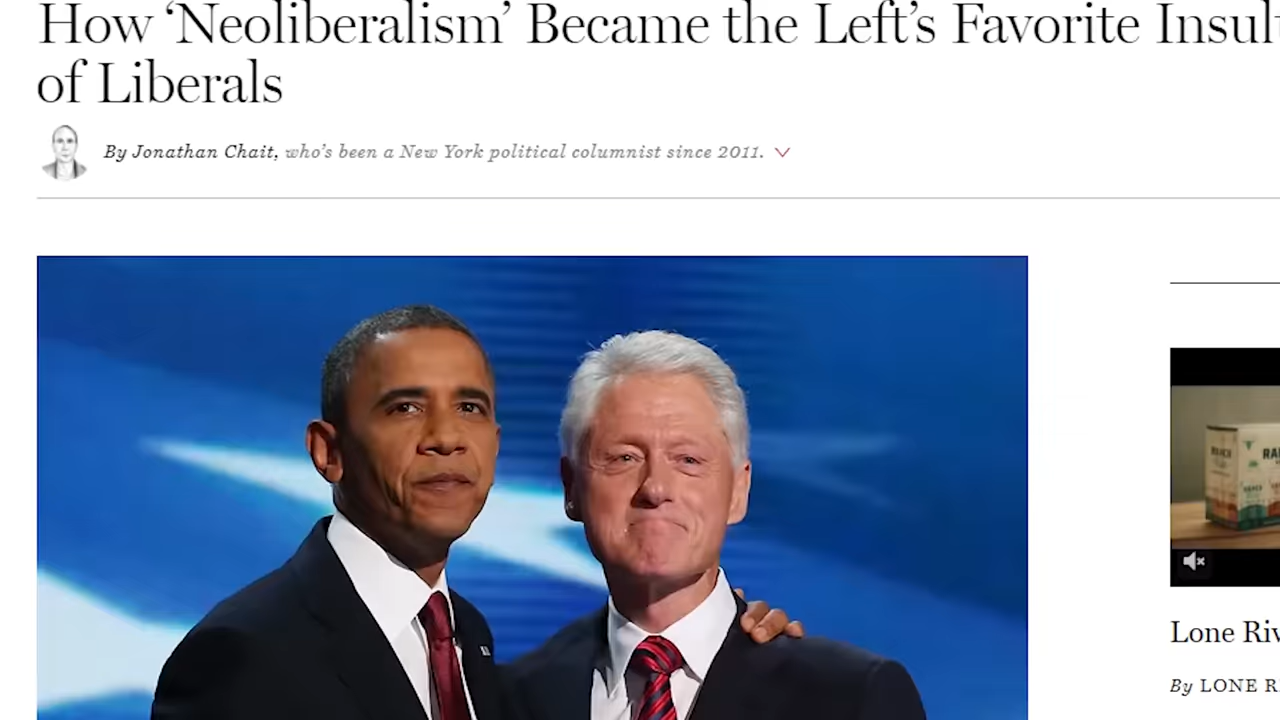 How ‘Neoliberalism’ Became the Left’s Favorite Insult
of Liberals
By Jonathan Chait, who’s been a New York political columnist since 2011.
Lone Riv
By LONE R